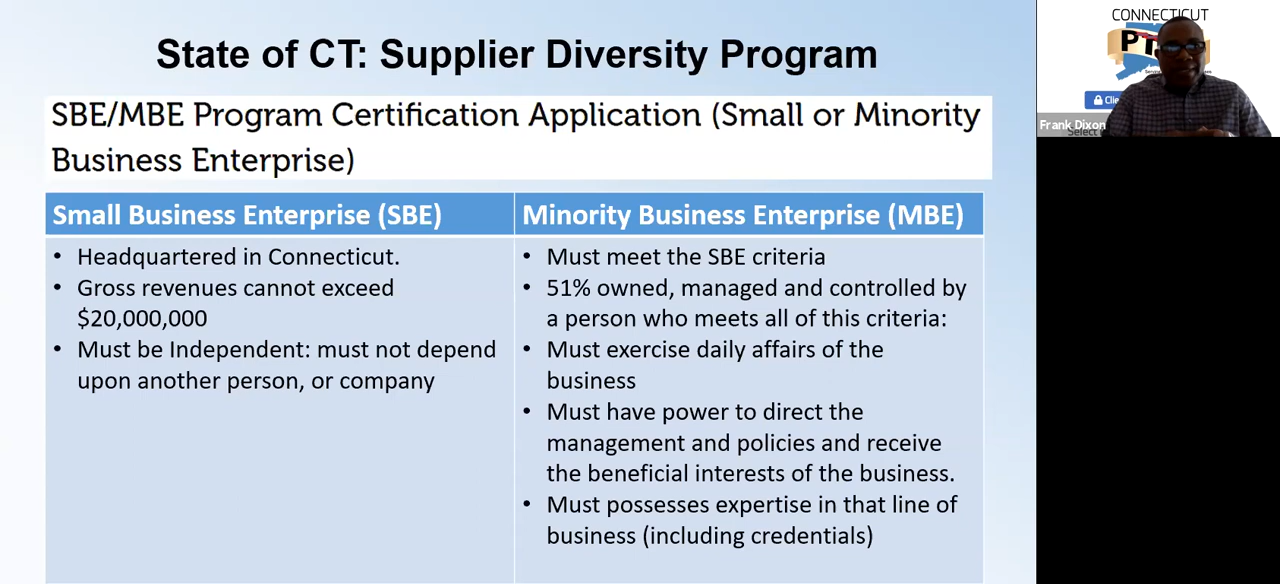 State of CT: Supplier Diversity Program
SBE/MBE Program Certification Application (Small or Minority
Business Enterprise)
Small Business Enterprise (SBE)
• Headquartered in Connecticut.
• Gross revenues cannot exceed
$20,000,000
• Must be Independent: must not depend
upon another person, or company
Minority Business Enterprise (MBE)
• Must meet the SBE criteria
• 51% owned, managed and controlled by
a person who meets all of this criteria:
• Must exercise daily affairs of the
business
• Must have power to direct the
management and policies and receive
the beneficial interests of the business.
• Must possesses expertise in that line of
business (including credentials)
CONNECTICUT
PT
Clie
Frank Dixon
Select